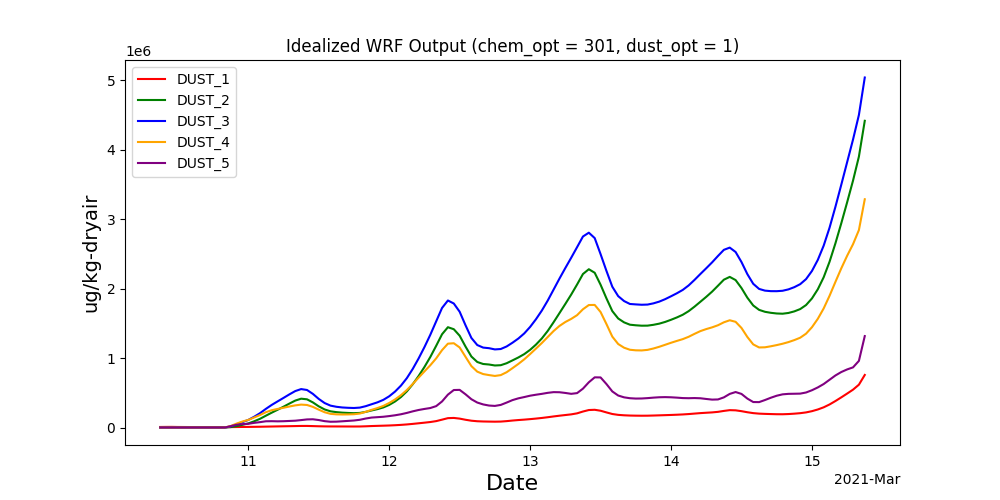 Idealized WRF Output (chem_opt = 301, dust_opt = 1)
1e6
DUST_1
DUST_2
DUST_3
DUST_4
DUST_5
5
4
3
2
1
0
ug/kg-dryair
11 12 13 14 15
2021-Mar
Date